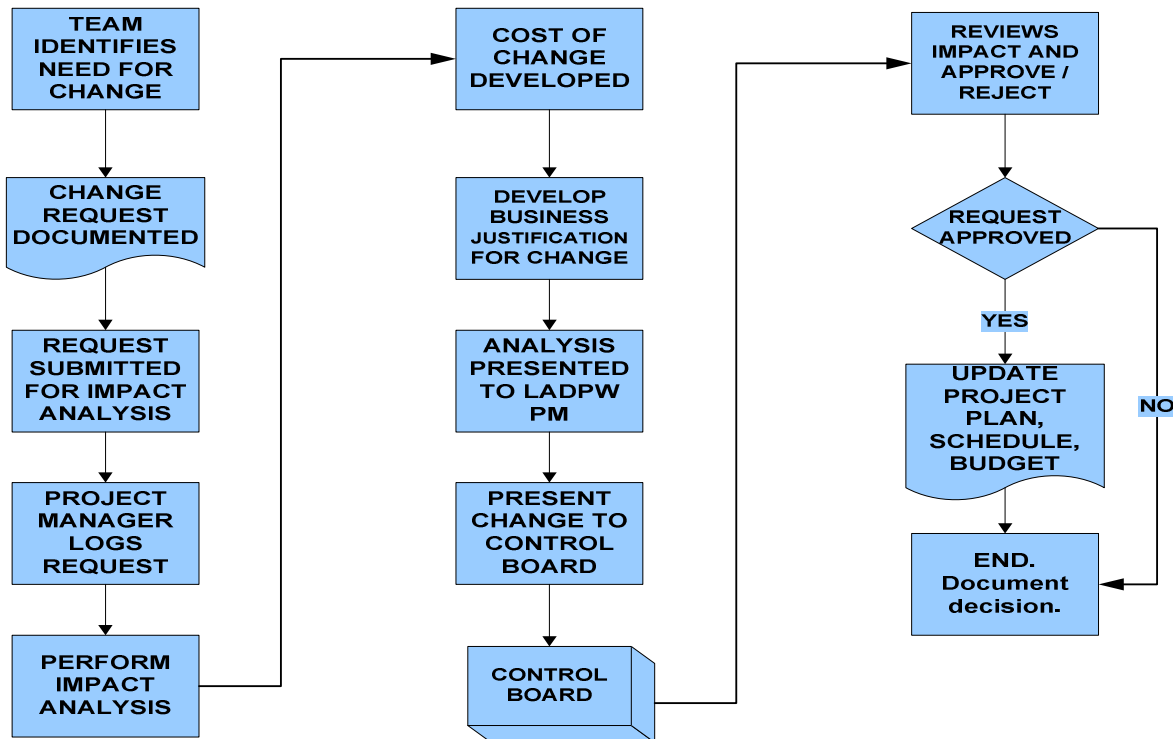 TEAM
IDENTIFIES
NEED FOR
CHANGE
CHANGE
REQUEST
DOCUMENTED
REQUEST
SUBMITTED
FOR IMPACT
ANALYSIS
PROJECT
MANAGER
LOGS
REQUEST
PERFORM
IMPACT
ANALYSIS
COST OF
CHANGE
DEVELOPED
DEVELOP
BUSINESS
JUSTIFICATION
FOR CHANGE
ANALYSIS
PRESENTED
TO LADPW
PM
PRESENT
CHANGE TO
CONTROL
BOARD
CONTROL
BOARD
REVIEWS
IMPACT AND
APPROVE /
REJECT
REQUEST
APPROVED
YES
NO
UPDATE
PROJECT
PLAN,
SCHEDULE,
BUDGET
END.
Document
decision.